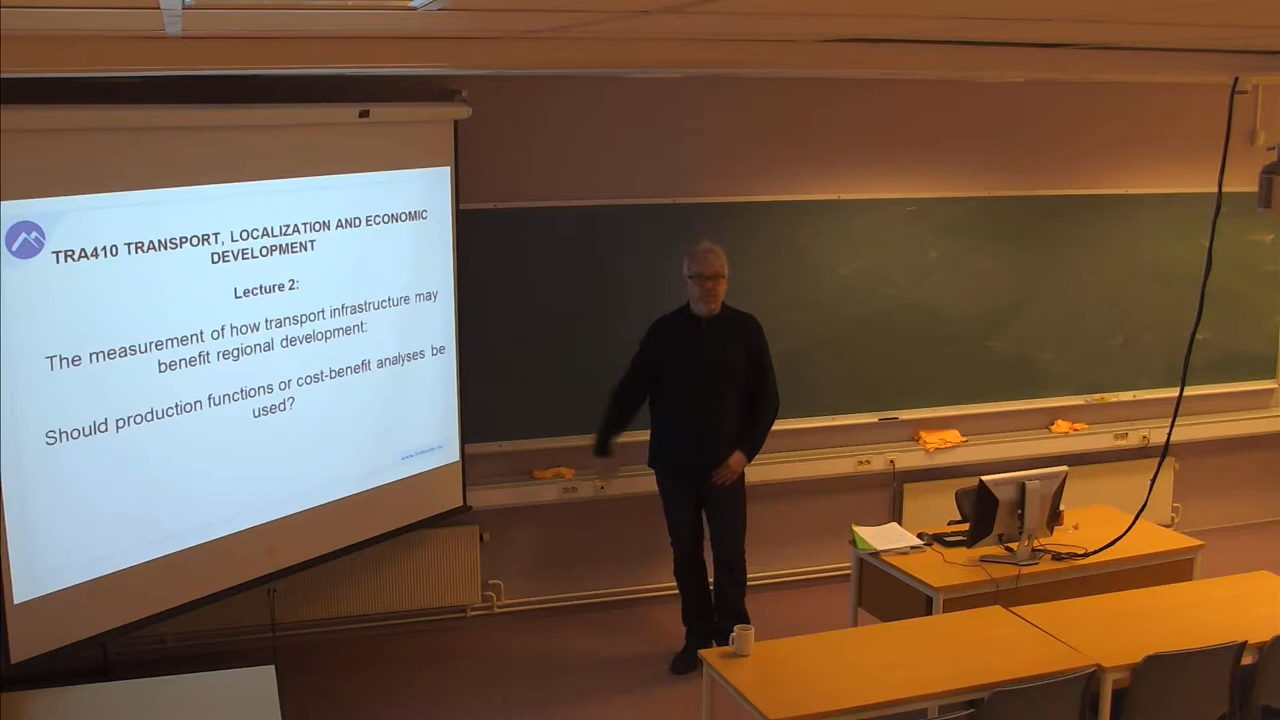 TRA410 TRANSPORT, LOCALIZATION AND ECONOMIC
DEVELOPMENT
Lecture 2:
The measurement of how transport infrastructure may
benefit regional development:
Should production functions or cost-benefit analyses be
used?